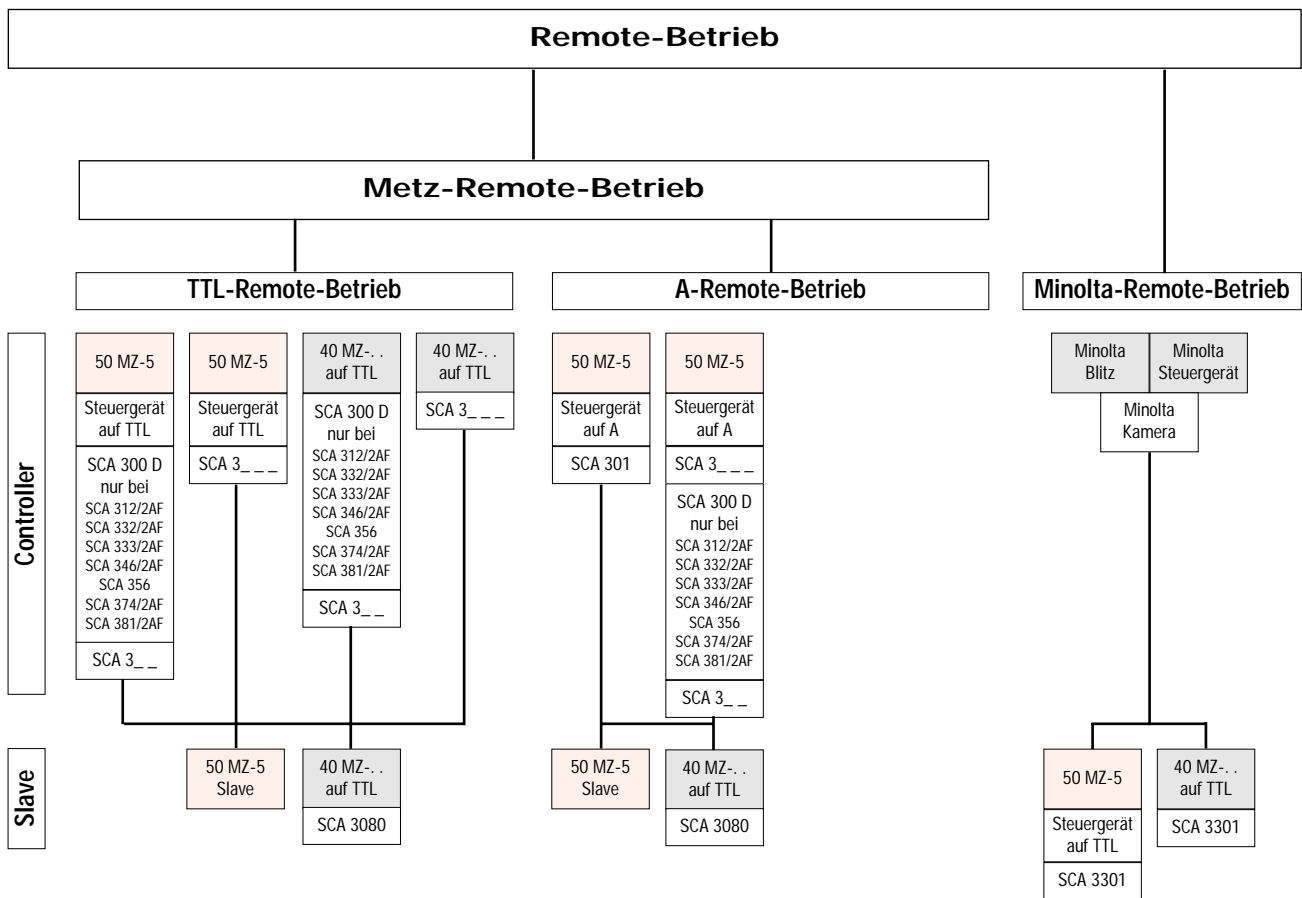 Remote-Betrieb
Metz-Remote-Betrieb
TTL-Remote-Betrieb
A-Remote-Betrieb
Minolta-Remote-Betrieb
Controller
50 MZ-5
Steuergerät
auf TTL
SCA 300 D
nur bei
SCA 312/2AF
SCA 332/2AF
SCA 333/2AF
SCA 346/2AF
SCA 356
SCA 374/2AF
SCA 381/2AF
SCA 3_ _
50 MZ-5
Steuergerät
auf TTL
SCA 3_ _ _
40 MZ-. .
auf TTL
SCA 300 D
nur bei
SCA 312/2AF
SCA 332/2AF
SCA 333/2AF
SCA 346/2AF
SCA 356
SCA 374/2AF
SCA 381/2AF
SCA 3_ _
40 MZ-. .
auf TTL
SCA 3_ _ _
50 MZ-5
Steuergerät
auf A
SCA 301
50 MZ-5
Steuergerät
auf A
SCA 3_ _ _
SCA 300 D
nur bei
SCA 312/2AF
SCA 332/2AF
SCA 333/2AF
SCA 346/2AF
SCA 356
SCA 374/2AF
SCA 381/2AF
SCA 3_ _
Minolta
Blitz
Minolta
Steuergerät
Minolta
Kamera
Slave
50 MZ-5
Slave
40 MZ-. .
auf TTL
SCA 3080
50 MZ-5
Slave
40 MZ-. .
auf TTL
SCA 3080
50 MZ-5
Steuergerät
auf TTL
SCA 3301
40 MZ-. .
auf TTL
SCA 3301